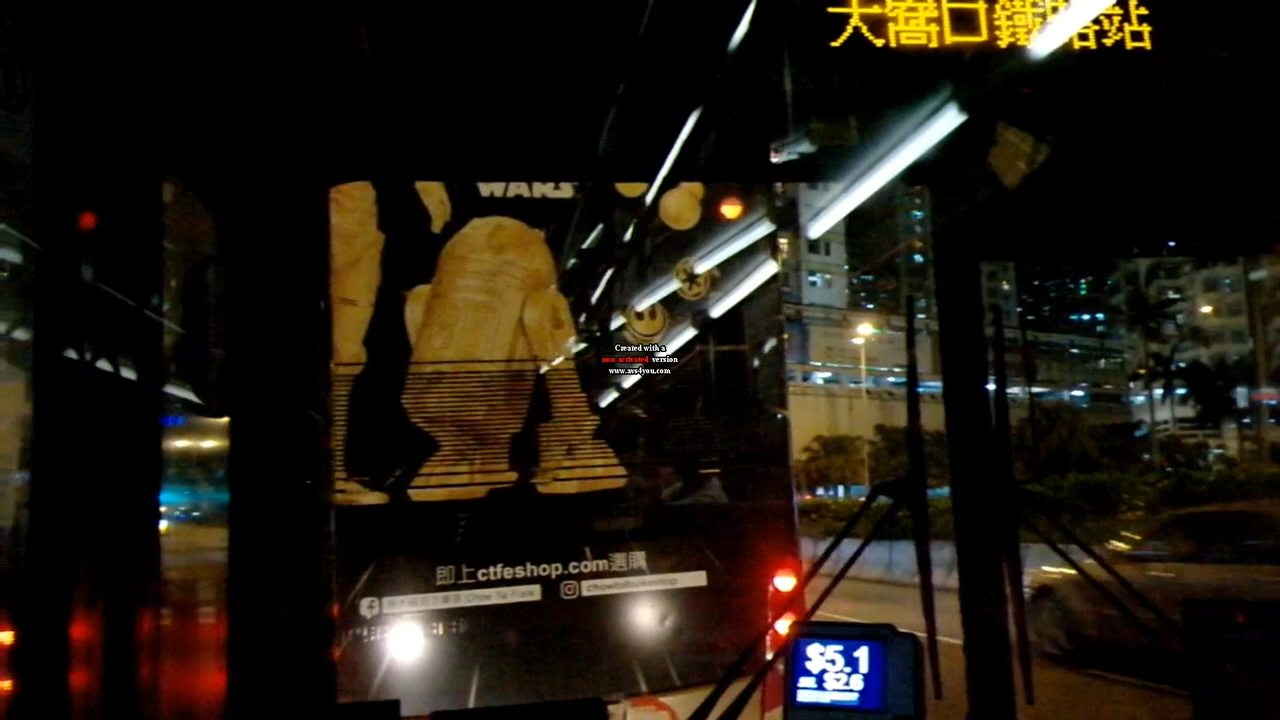 大窩口鐵路站
WARS
Created with a
non-activated version
www.avs4you.com
即上ctfeshop.com選購
chowtaifookeshop
$5.1
$2.6